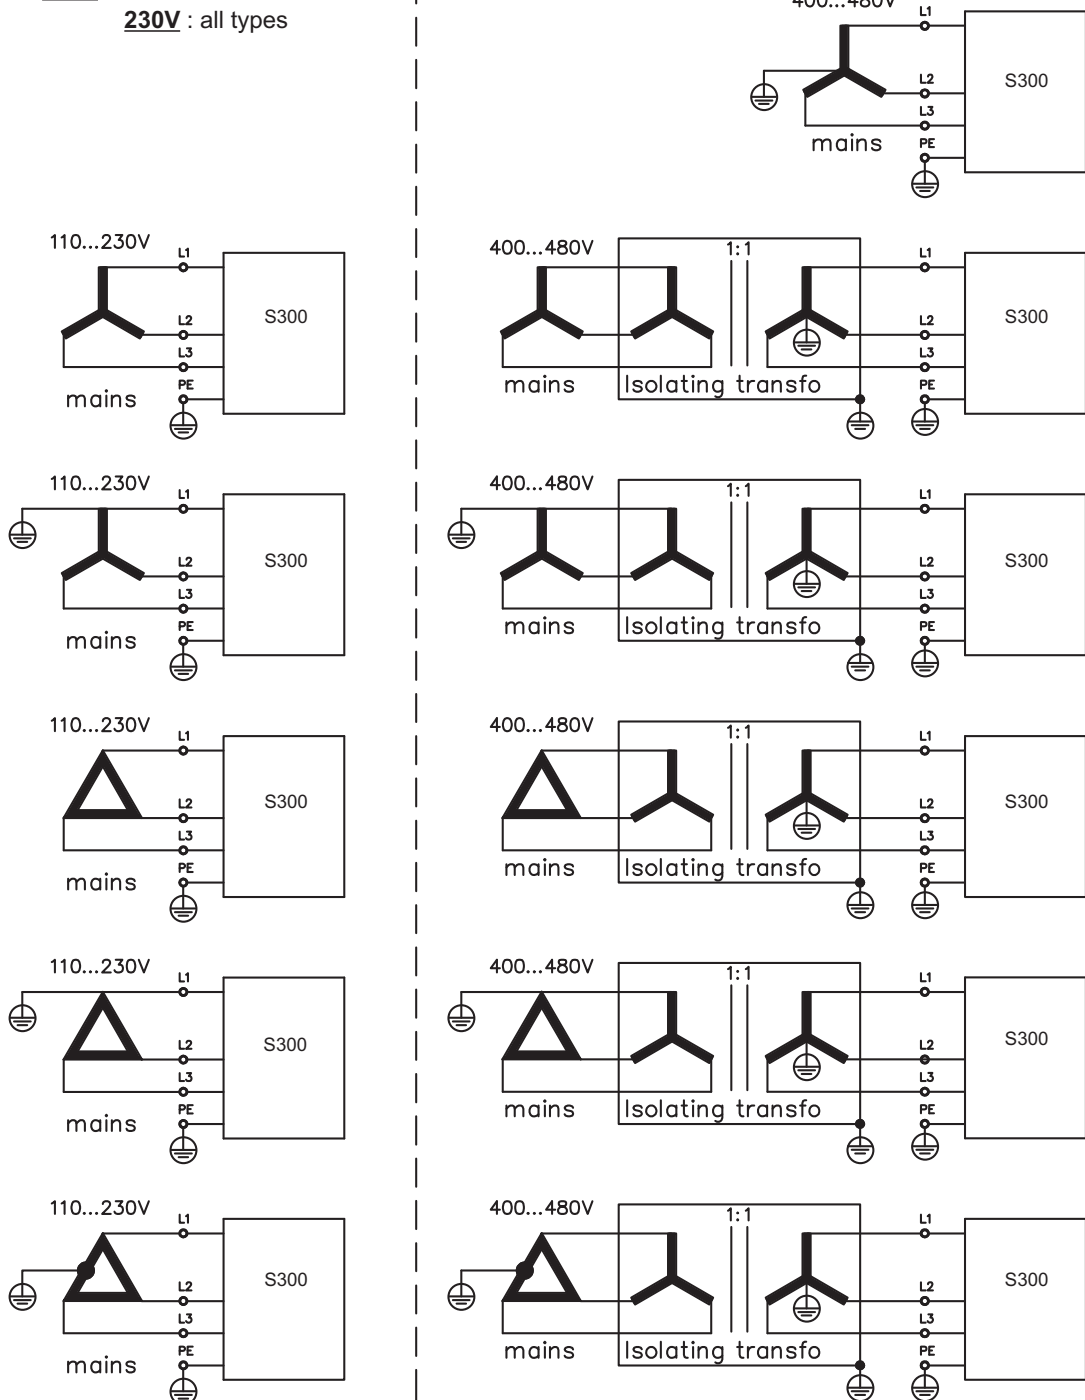 230V : all types
400...480V
L1
S300
L2
L3
mains
PE
110...230V
L1
S300
L2
L3
PE
mains
400...480V
1:1
L1
S300
L2
L3
mains
Isolating transfo
PE
110...230V
L1
S300
L2
L3
PE
mains
400...480V
1:1
L1
S300
L2
L3
mains
Isolating transfo
PE
110...230V
L1
S300
L2
L3
PE
mains
400...480V
1:1
L1
S300
L2
L3
mains
Isolating transfo
PE
110...230V
L1
S300
L2
L3
PE
mains
400...480V
1:1
L1
S300
L2
L3
mains
Isolating transfo
PE
110...230V
L1
S300
L2
L3
PE
mains
400...480V
1:1
L1
S300
L2
L3
mains
Isolating transfo
PE